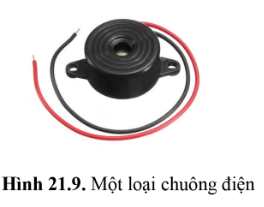 Hình 21.9. Một loại chuông điện